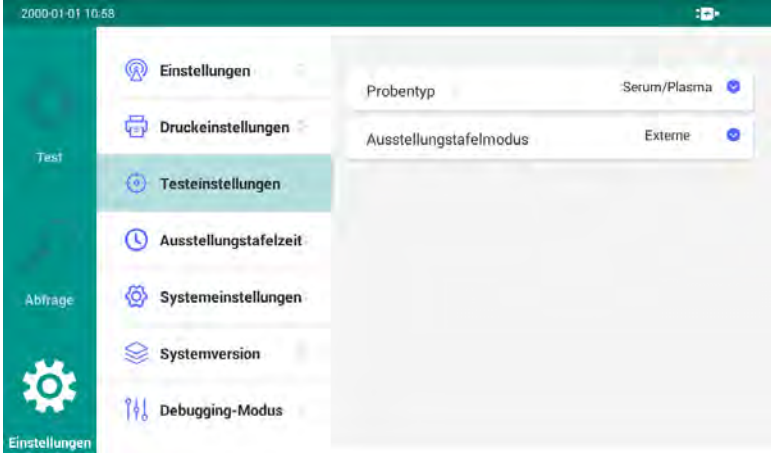 2000-01-01 10:58
Test
Abfrage
Einstellungen
Einstellungen
Druckeinstellungen
Testeinstellungen
Ausstellungstafelzeit
Systemeinstellungen
Systemversion
Debugging-Modus
Probentyp Serum/Plasma
Ausstellungstafelmodus Externe